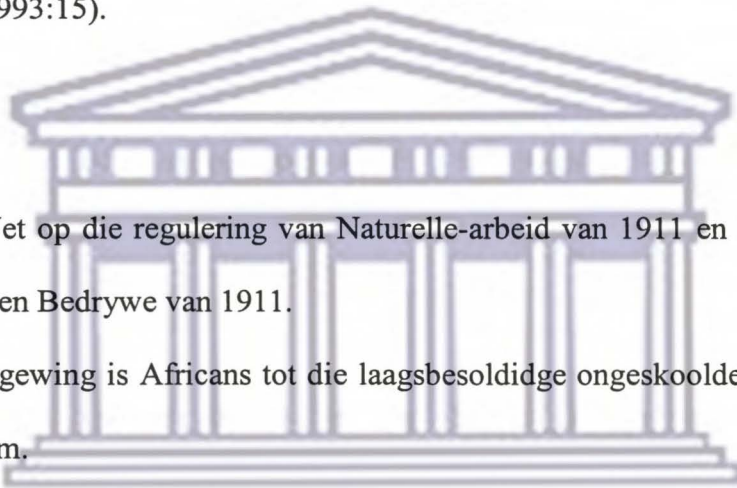 993:15).
et op die regulering van Naturelle-arbeid van 1911 en
en Bedrywe van 1911.
gewing is Africans tot die laagsbesoldidge ongeskoolde
m.